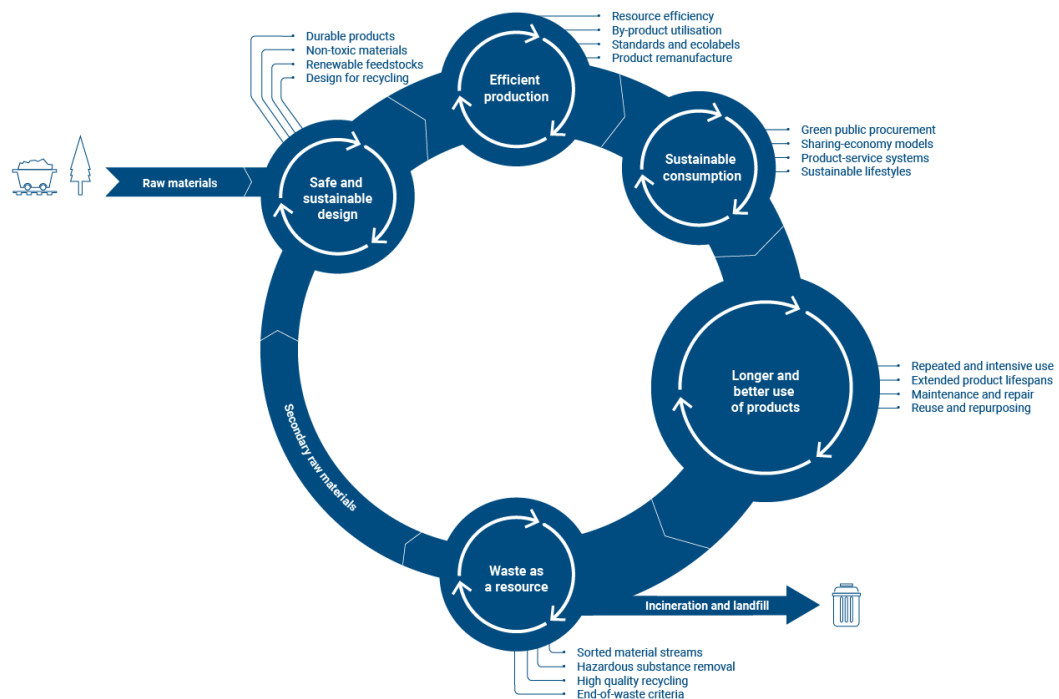 Durable products
Non-toxic materials
Renewable feedstocks
Design for recycling
Resource efficiency
By-product utilisation
Standards and ecolabels
Product remanufacture
Efficient
production
Green public procurement
Sharing-economy models
Product-service systems
Sustainable lifestyles
Sustainable
consumption
Raw materials
Safe and
sustainable
design
Longer and
better use
of products
Repeated and intensive use
Extended product lifespans
Maintenance and repair
Reuse and repurposing
Secondary raw materials
Waste as
a resource
Incineration and landfill
Sorted material streams
Hazardous substance removal
High quality recycling
End-of-waste criteria